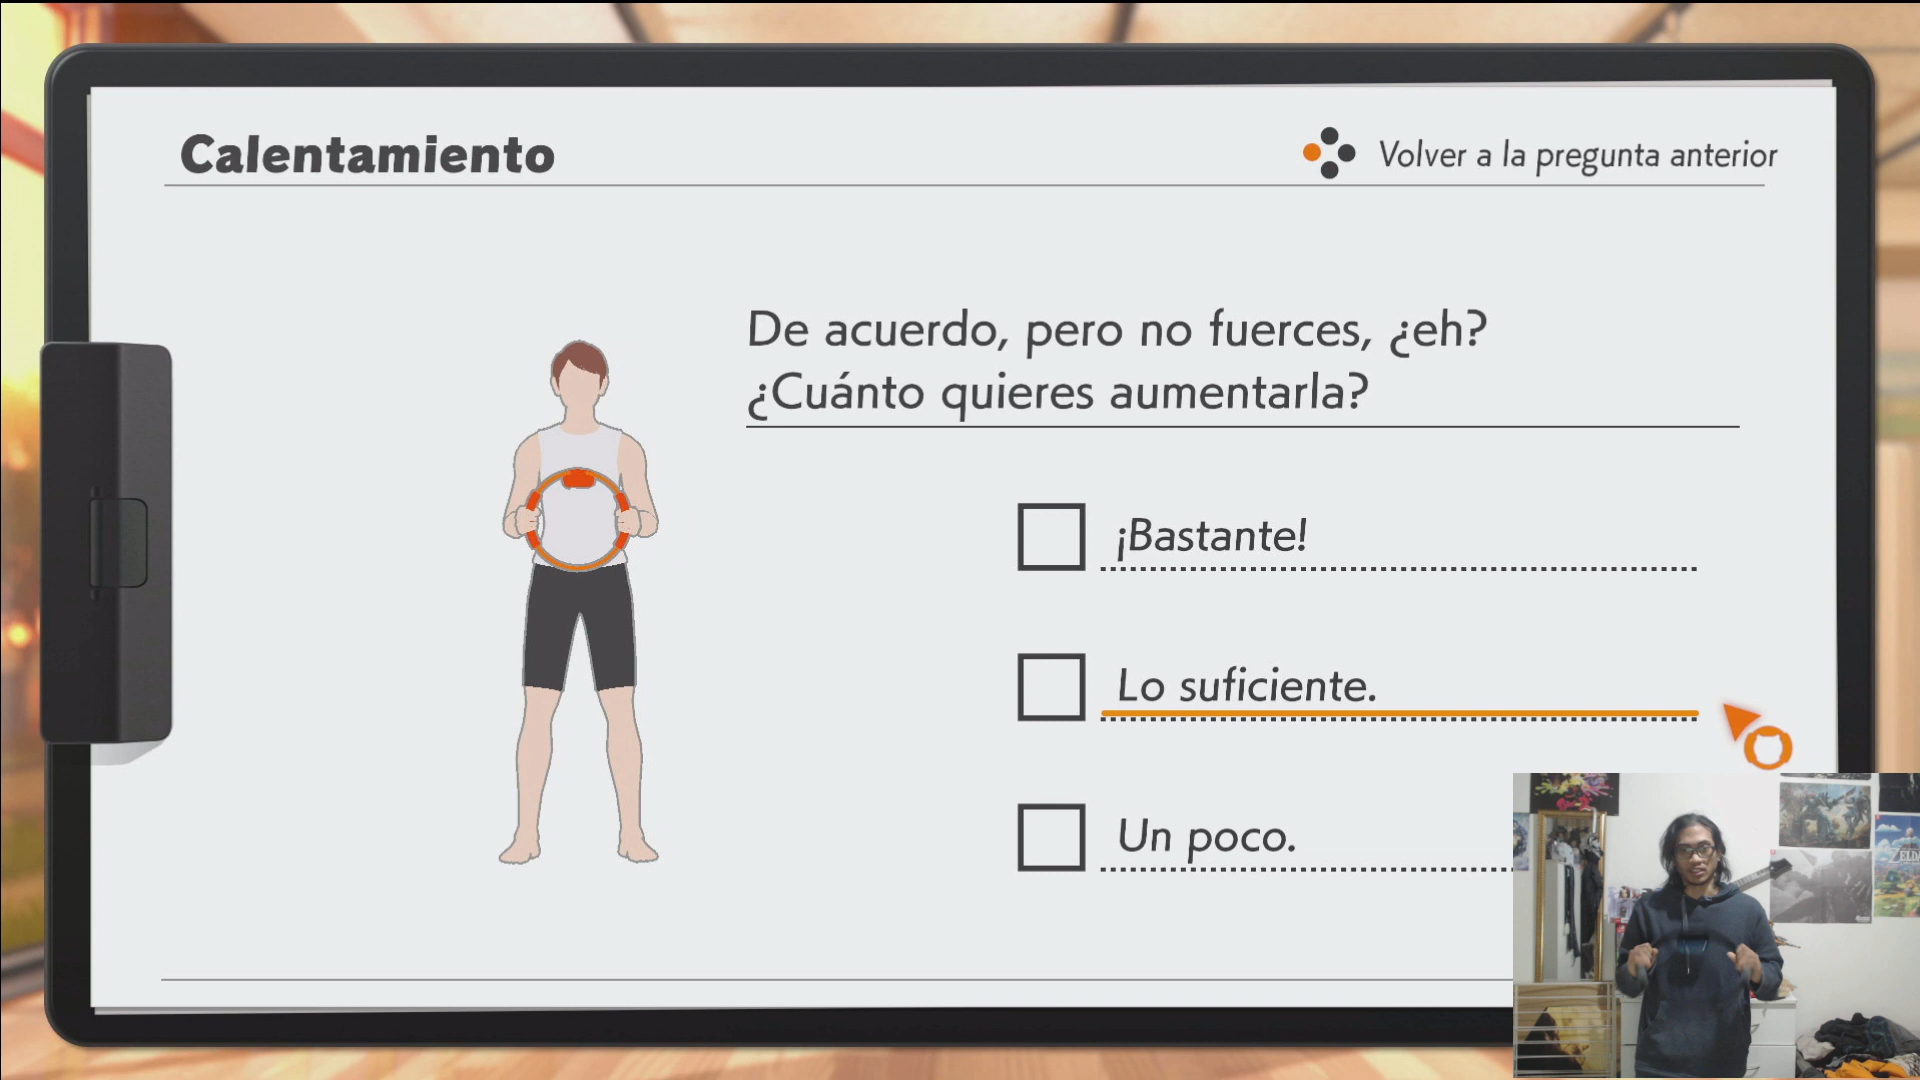 Calentamiento
Volver a la pregunta anterior
De acuerdo, pero no fuerces, ¿eh?
¿Cuánto quieres aumentarla?
¡Bastante!
Lo suficiente.
Un poco.
ZELD